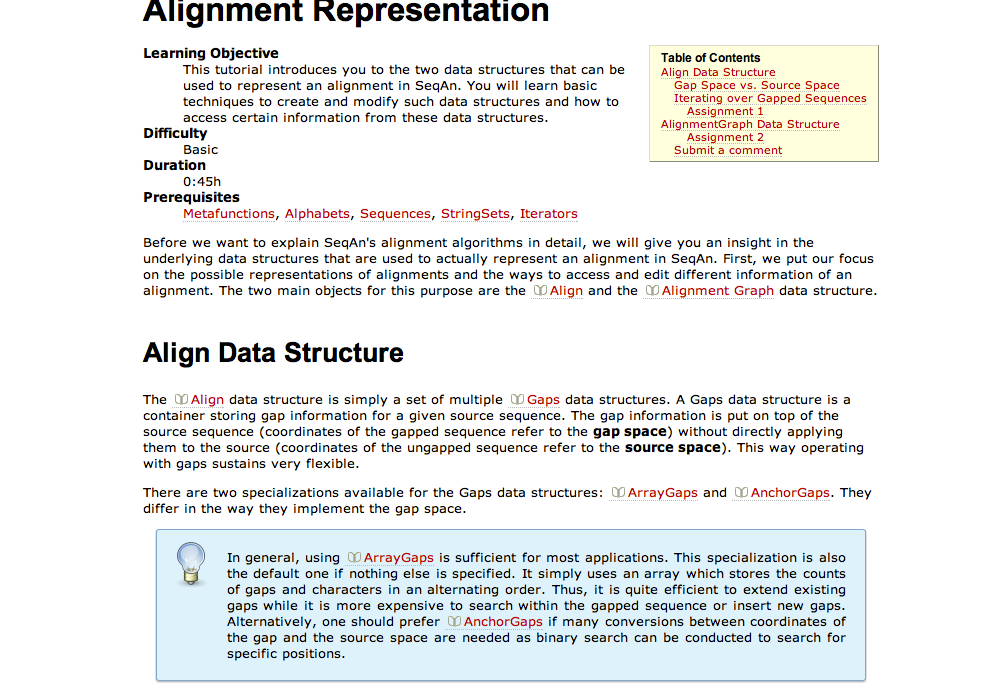 Alignment Representation
Learning Objective
This tutorial introduces you to the two data structures that can be
used to represent an alignment in SeqAn. You will learn basic
techniques to create and modify such data structures and how to
access certain information from these data structures.
Difficulty
Basic
Duration
0:45h
Prerequisites
Metafunctions, Alphabets, Sequences, StringSets, Iterators
Table of Contents
Align Data Structure
Gap Space vs. Source Space
Iterating over Gapped Sequences
Assignment 1
AlignmentGraph Data Structure
Assignment 2
Submit a comment
Before we want to explain SeqAn's alignment algorithms in detail, we will give you an insight in the
underlying data structures that are used to actually represent an alignment in SeqAn. First, we put our focus
on the possible representations of alignments and the ways to access and edit different information of an
alignment. The two main objects for this purpose are the Align and the Alignment Graph data structure.
Align Data Structure
The Align data structure is simply a set of multiple Gaps data structures. A Gaps data structure is a
container storing gap information for a given source sequence. The gap information is put on top of the
source sequence (coordinates of the gapped sequence refer to the gap space) without directly applying
them to the source (coordinates of the ungapped sequence refer to the source space). This way operating
with gaps sustains very flexible.
There are two specializations available for the Gaps data structures: ArrayGaps and AnchorGaps. They
differ in the way they implement the gap space.
In general, using ArrayGaps is sufficient for most applications. This specialization is also
the default one if nothing else is specified. It simply uses an array which stores the counts
of gaps and characters in an alternating order. Thus, it is quite efficient to extend existing
gaps while it is more expensive to search within the gapped sequence or insert new gaps.
Alternatively, one should prefer AnchorGaps if many conversions between coordinates of
the gap and the source space are needed as binary search can be conducted to search for
specific positions.